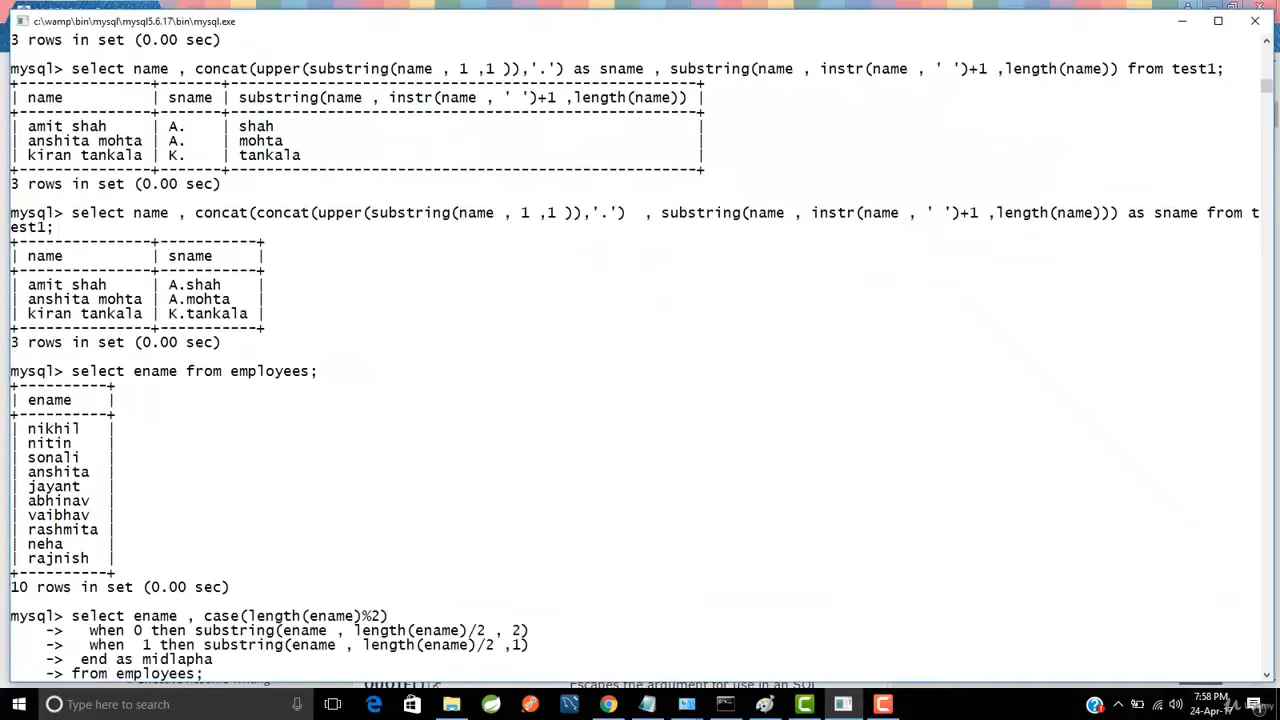 c:\wamp\bin\mysql\mysql5.6.17\bin\mysql.exe
3 rows in set (0.00 sec)
mysql> select name , concat(upper(substring(name , 1 ,1 )),'.') as sname , substring(name , instr(name , ' ')+1 ,length(name)) from test1;
+---------------+-------+-----------------------------------------------------+
| name | sname | substring(name , instr(name , ' ')+1 ,length(name)) |
+---------------+-------+-----------------------------------------------------+
| amit shah | A. | shah |
| anshita mohta | A. | mohta |
| kiran tankala | K. | tankala |
+---------------+-------+-----------------------------------------------------+
3 rows in set (0.00 sec)
mysql> select name , concat(concat(upper(substring(name , 1 ,1 )),'.') , substring(name , instr(name , ' ')+1 ,length(name))) as sname from t
est1;
+---------------+-----------+
| name | sname |
+---------------+-----------+
| amit shah | A.shah |
| anshita mohta | A.mohta |
| kiran tankala | K.tankala |
+---------------+-----------+
3 rows in set (0.00 sec)
mysql> select ename from employees;
+----------+
| ename |
+----------+
| nikhil |
| nitin |
| sonali |
| anshita |
| jayant |
| abhinav |
| vaibhav |
| rashmita |
| neha |
| rajnish |
+----------+
10 rows in set (0.00 sec)
mysql> select ename , case(length(ename)%2)
-> when 0 then substring(ename , length(ename)/2 , 2)
-> when 1 then substring(ename , length(ename)/2 ,1)
-> end as midlapha
-> from employees;
Escapes the argument for use in an SQL
Type here to search
7:58 PM
24-Apr-